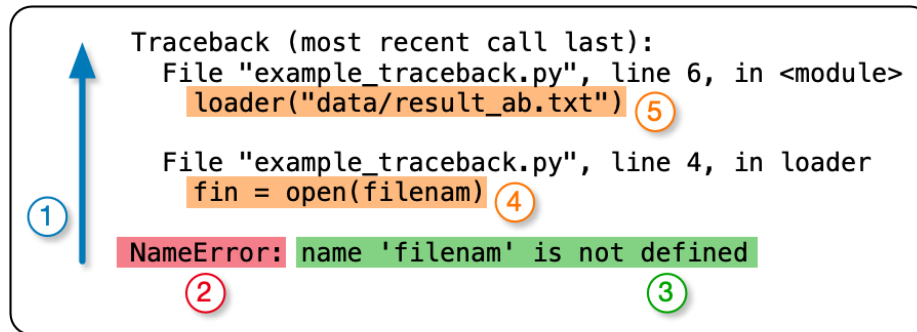 Traceback (most recent call last):
File "example_traceback.py", line 6, in <module>
loader("data/result_ab.txt") 5
File "example_traceback.py", line 4, in loader
fin = open(filenam) 4
1
NameError: name 'filenam' is not defined
2 3